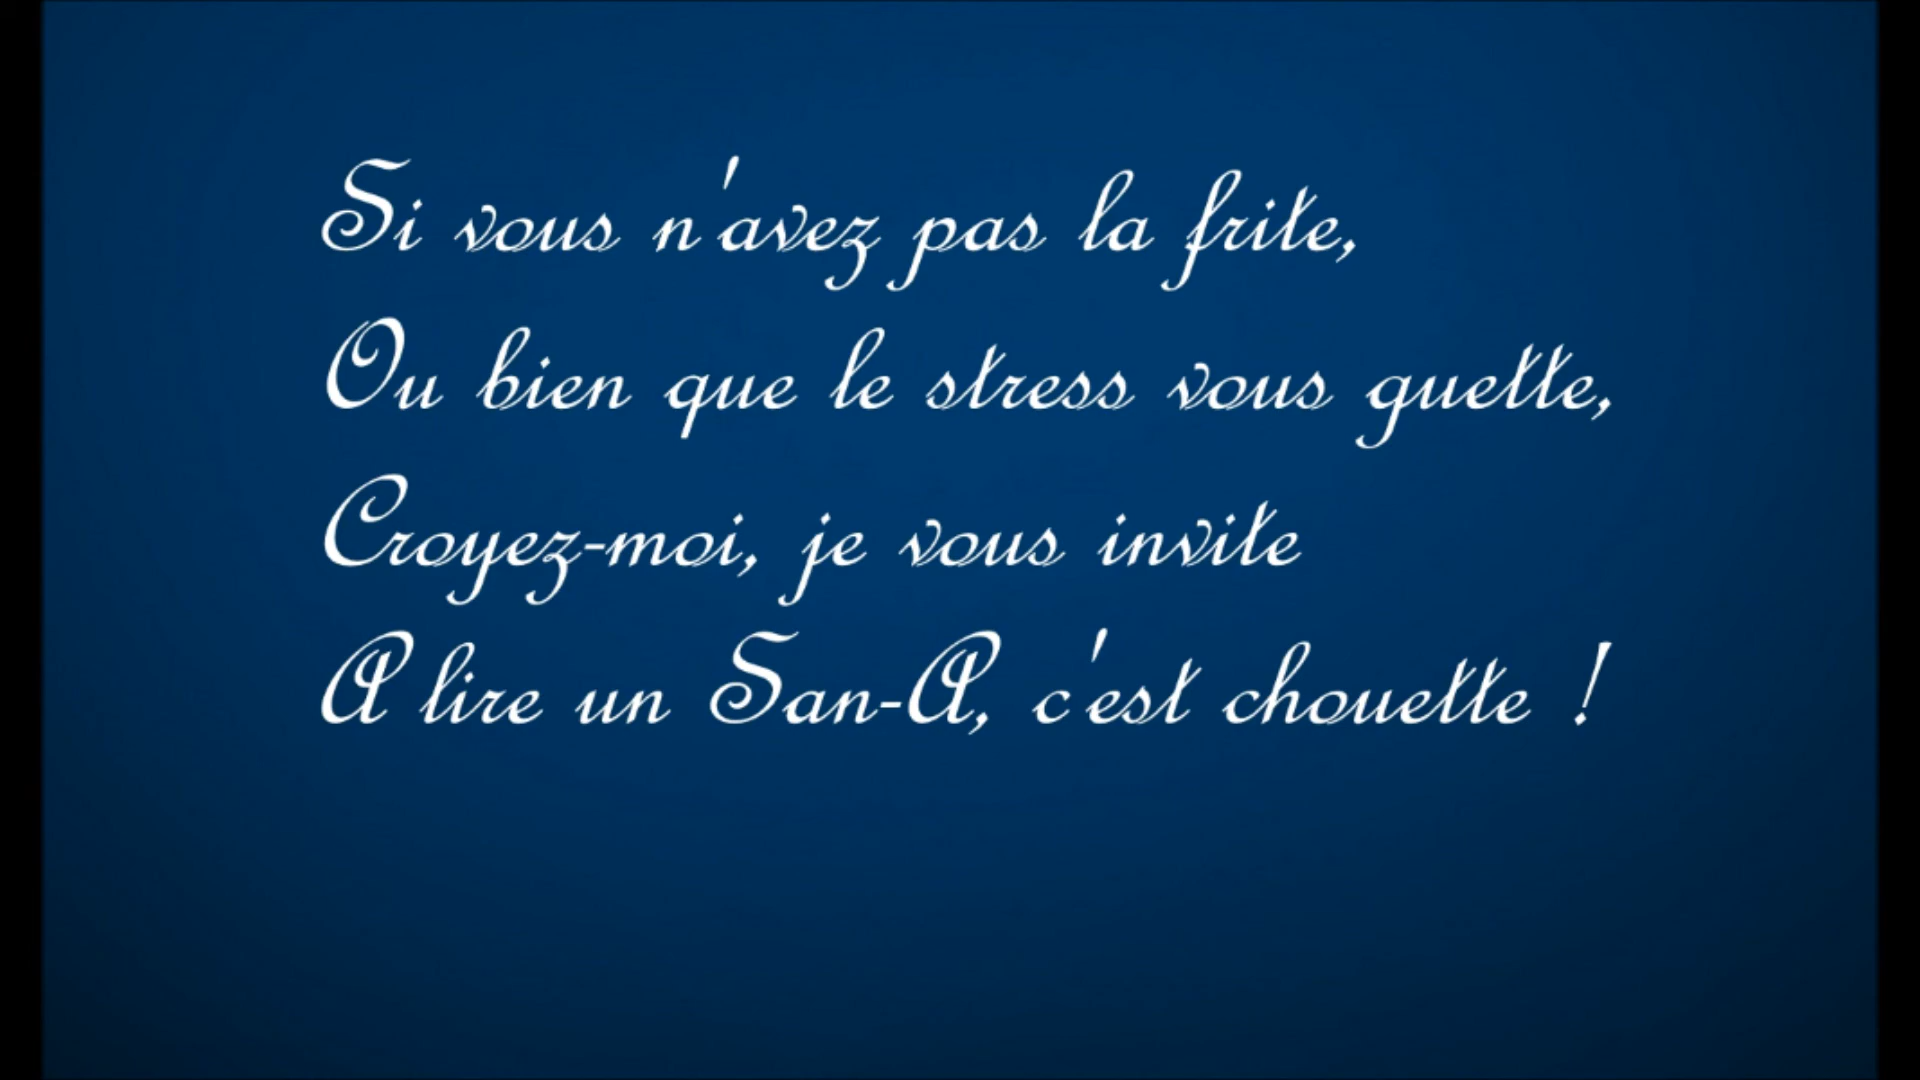 Si vous n'avez pas la frite,
Ou bien que le stress vous guette,
Croyez-moi, je vous invite
A lire un San-A, c'est chouette !